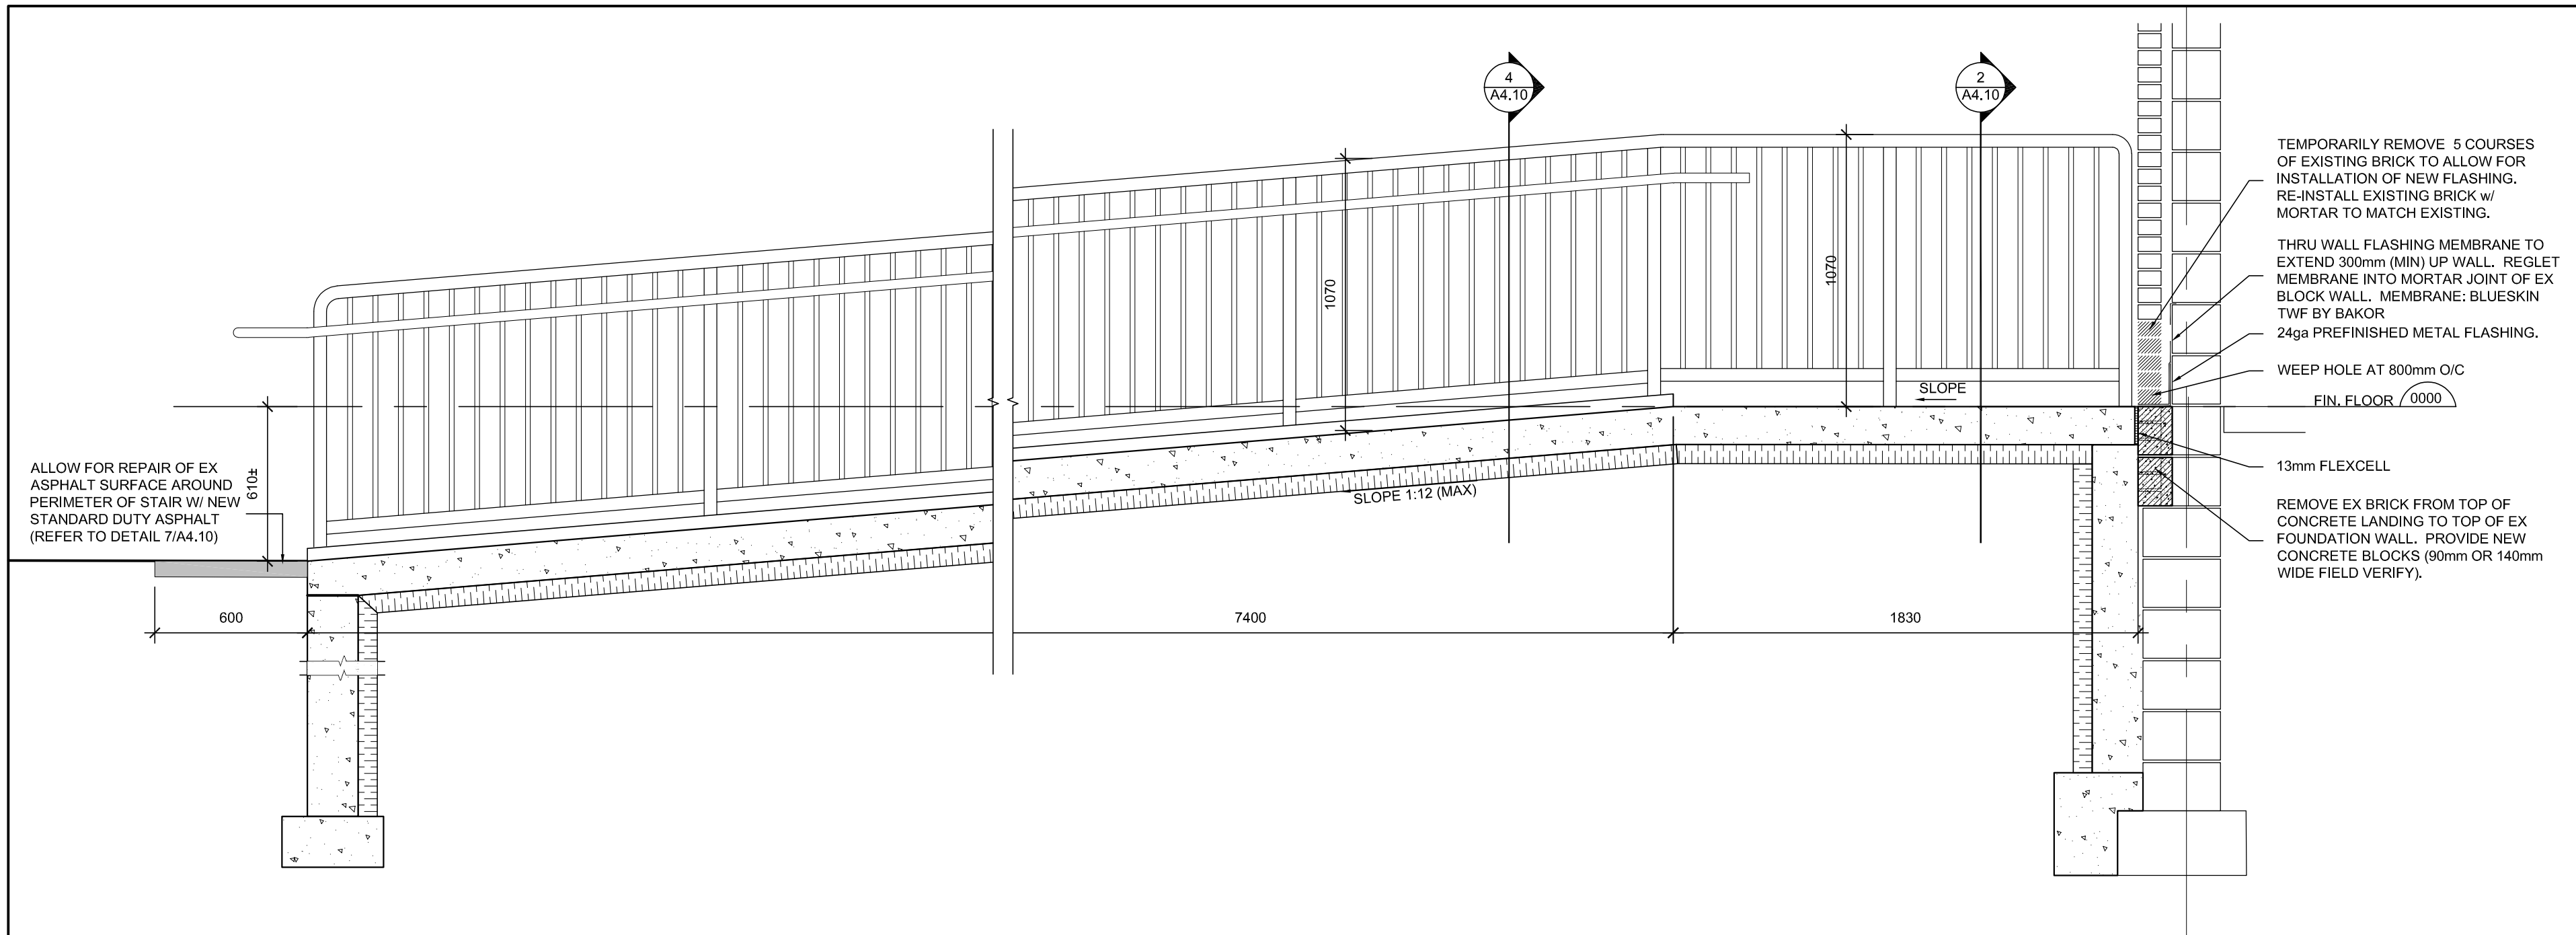 4
A4.10
2
A4.10
TEMPORARILY REMOVE 5 COURSES
OF EXISTING BRICK TO ALLOW FOR
INSTALLATION OF NEW FLASHING.
RE-INSTALL EXISTING BRICK w/
MORTAR TO MATCH EXISTING.
THRU WALL FLASHING MEMBRANE TO
EXTEND 300mm (MIN) UP WALL. REGLET
MEMBRANE INTO MORTAR JOINT OF EX
BLOCK WALL. MEMBRANE: BLUESKIN
TWF BY BAKOR
24ga PREFINISHED METAL FLASHING.
WEEP HOLE AT 800mm O/C
FIN. FLOOR 0000
13mm FLEXCELL
REMOVE EX BRICK FROM TOP OF
CONCRETE LANDING TO TOP OF EX
FOUNDATION WALL. PROVIDE NEW
CONCRETE BLOCKS (90mm OR 140mm
WIDE FIELD VERIFY).
1070
1070
SLOPE
SLOPE 1:12 (MAX)
610±
ALLOW FOR REPAIR OF EX
ASPHALT SURFACE AROUND
PERIMETER OF STAIR W/ NEW
STANDARD DUTY ASPHALT
(REFER TO DETAIL 7/A4.10)
600
7400
1830